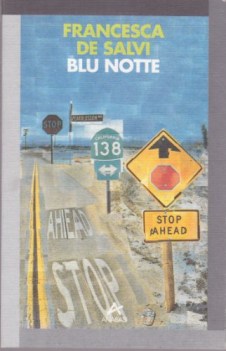 FRANCESCA
DE SALVI
BLU NOTTE
STOP
138
STOP
AHEAD
AHEAD
STOP